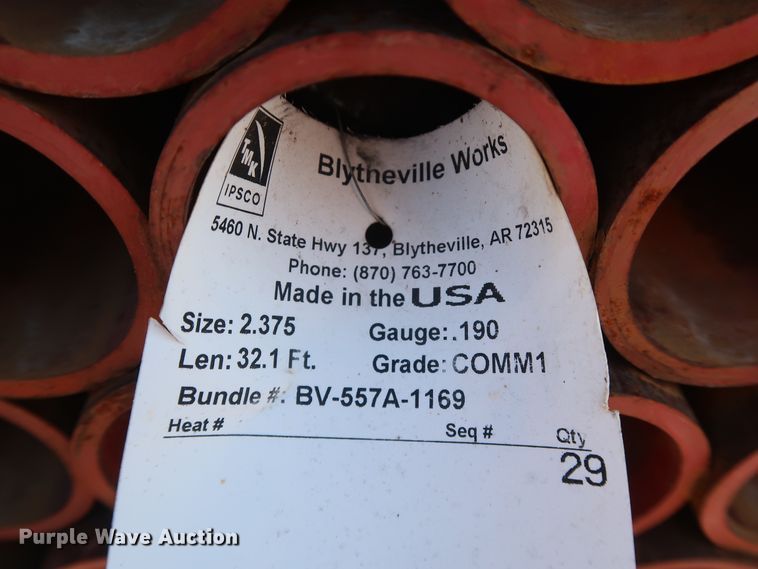 TMK
IPSCO
Blytheville Works
5460 N. State Hwy 137, Blytheville, AR 72315
Phone: (870) 763-7700
Made in the USA
Size: 2.375 Gauge: .190
Len: 32.1 Ft. Grade: COMM1
Bundle #: BV-557A-1169
Heat # Seq # Qty
29
Purple Wave Auction